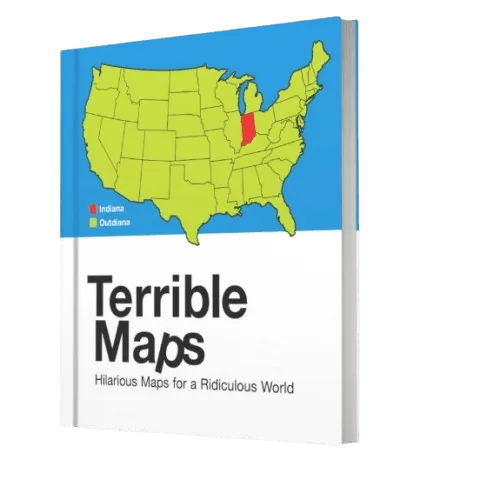 Indiana
Outdiana
Terrible
Maps
Hilarious Maps for a Ridiculous World